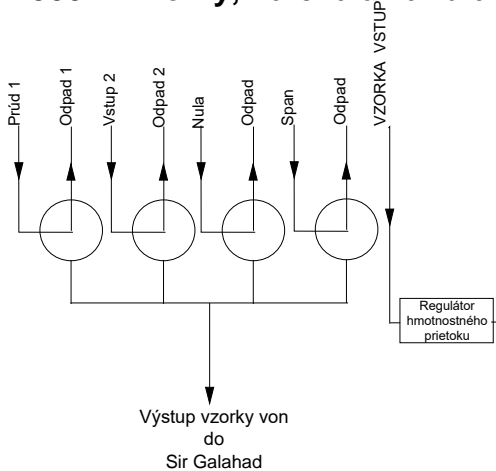 Prúd 1
Odpad 1
Vstup 2
Odpad 2
Nula
Odpad
Span
Odpad
VZORKA VSTUP
Regulátor
hmotnostného
prietoku
Výstup vzorky von
do
Sir Galahad